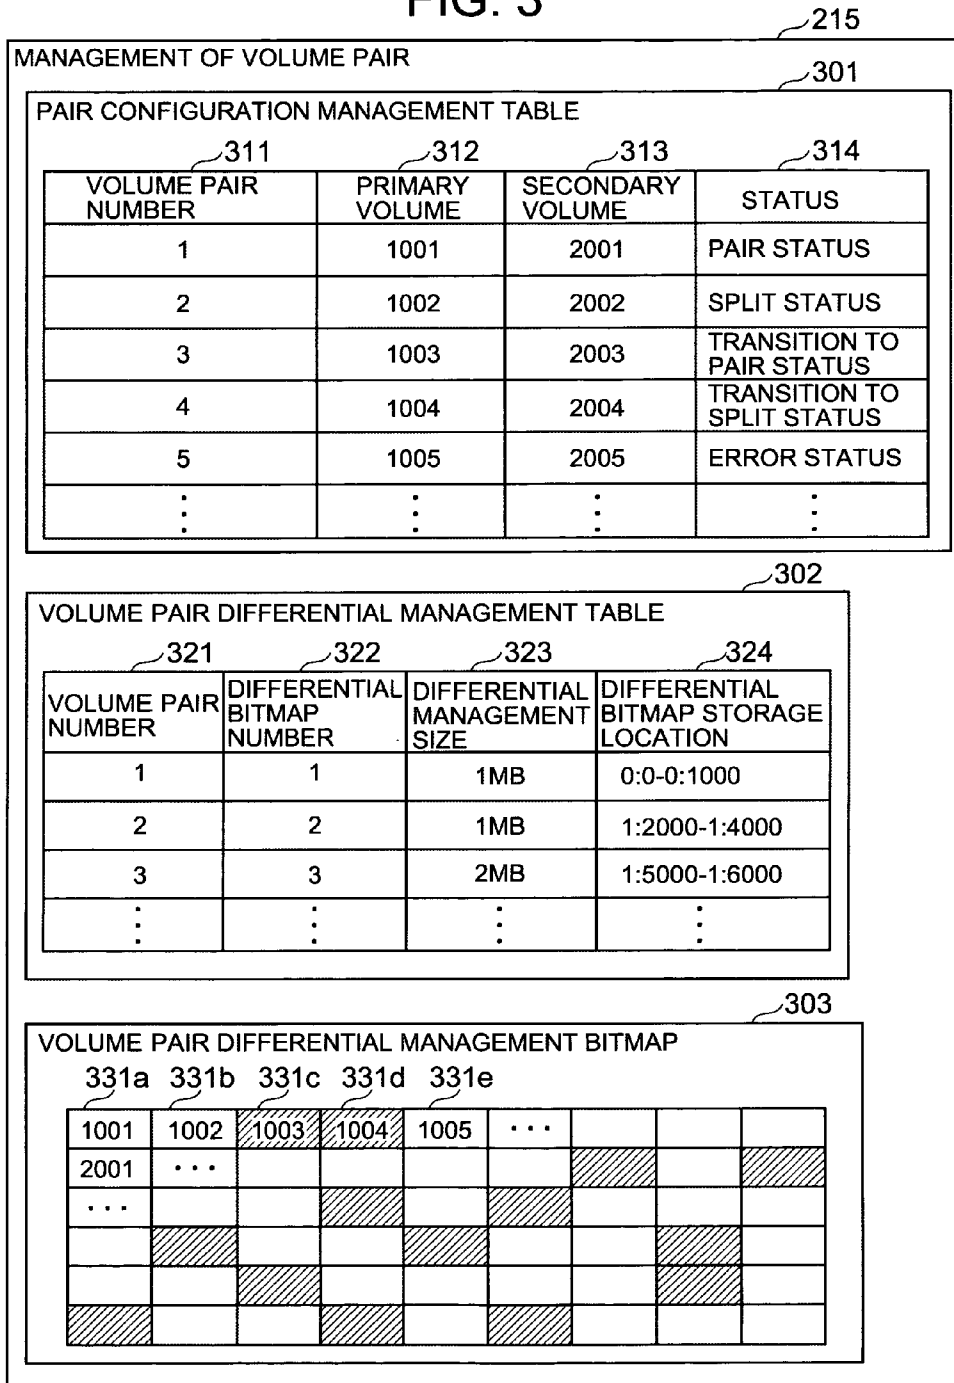 FIG. 3
215
MANAGEMENT OF VOLUME PAIR
301
PAIR CONFIGURATION MANAGEMENT TABLE
311 312 313 314
VOLUME PAIR NUMBER PRIMARY VOLUME SECONDARY VOLUME STATUS
1 1001 2001 PAIR STATUS
2 1002 2002 SPLIT STATUS
3 1003 2003 TRANSITION TO PAIR STATUS
4 1004 2004 TRANSITION TO SPLIT STATUS
5 1005 2005 ERROR STATUS
⋮ ⋮ ⋮ ⋮
302
VOLUME PAIR DIFFERENTIAL MANAGEMENT TABLE
321 322 323 324
VOLUME PAIR NUMBER DIFFERENTIAL BITMAP NUMBER DIFFERENTIAL MANAGEMENT SIZE DIFFERENTIAL BITMAP STORAGE LOCATION
1 1 1MB 0:0-0:1000
2 2 1MB 1:2000-1:4000
3 3 2MB 1:5000-1:6000
⋮ ⋮ ⋮ ⋮
303
VOLUME PAIR DIFFERENTIAL MANAGEMENT BITMAP
331a 331b 331c 331d 331e
1001 1002 1003 1004 1005 ···
2001 ···
···